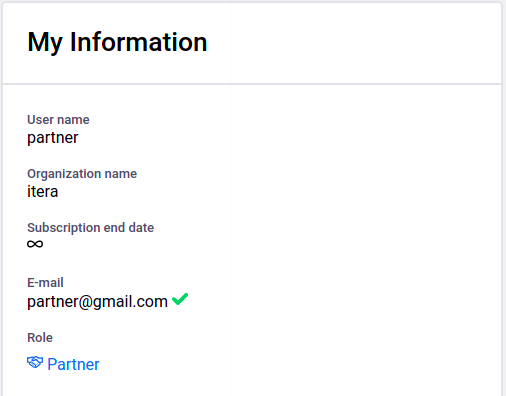 My Information
User name
partner
Organization name
itera
Subscription end date
∞
E-mail
partner@gmail.com
Role
Partner